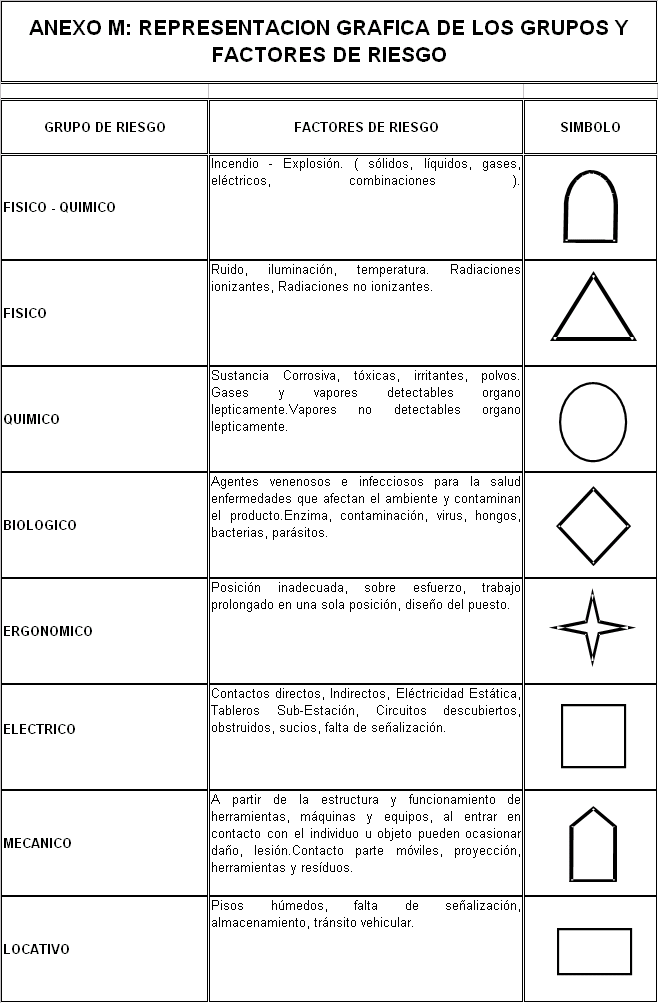 ANEXO M: REPRESENTACION GRAFICA DE LOS GRUPOS Y
FACTORES DE RIESGO
GRUPO DE RIESGO
FACTORES DE RIESGO
SIMBOLO
FISICO - QUIMICO
Incendio - Explosión. ( sólidos, líquidos, gases,
eléctricos, combinaciones ).
FISICO
Ruido, iluminación, temperatura. Radiaciones
ionizantes, Radiaciones no ionizantes.
QUIMICO
Sustancia Corrosiva, tóxicas, irritantes, polvos.
Gases y vapores detectables organo
lepticamente.Vapores no detectables organo
lepticamente.
BIOLOGICO
Agentes venenosos e infecciosos para la salud
enfermedades que afectan el ambiente y contaminan
el producto.Enzima, contaminación, virus, hongos,
bacterias, parásitos.
ERGONOMICO
Posición inadecuada, sobre esfuerzo, trabajo
prolongado en una sola posición, diseño del puesto.
ELECTRICO
Contactos directos, Indirectos, Eléctricidad Estática,
Tableros Sub-Estación, Circuitos descubiertos,
obstruidos, sucios, falta de señalización.
MECANICO
A partir de la estructura y funcionamiento de
herramientas, máquinas y equipos, al entrar en
contacto con el individuo u objeto pueden ocasionar
daño, lesión.Contacto parte móviles, proyección,
herramientas y resíduos.
LOCATIVO
Pisos húmedos, falta de señalización,
almacenamiento, tránsito vehicular.